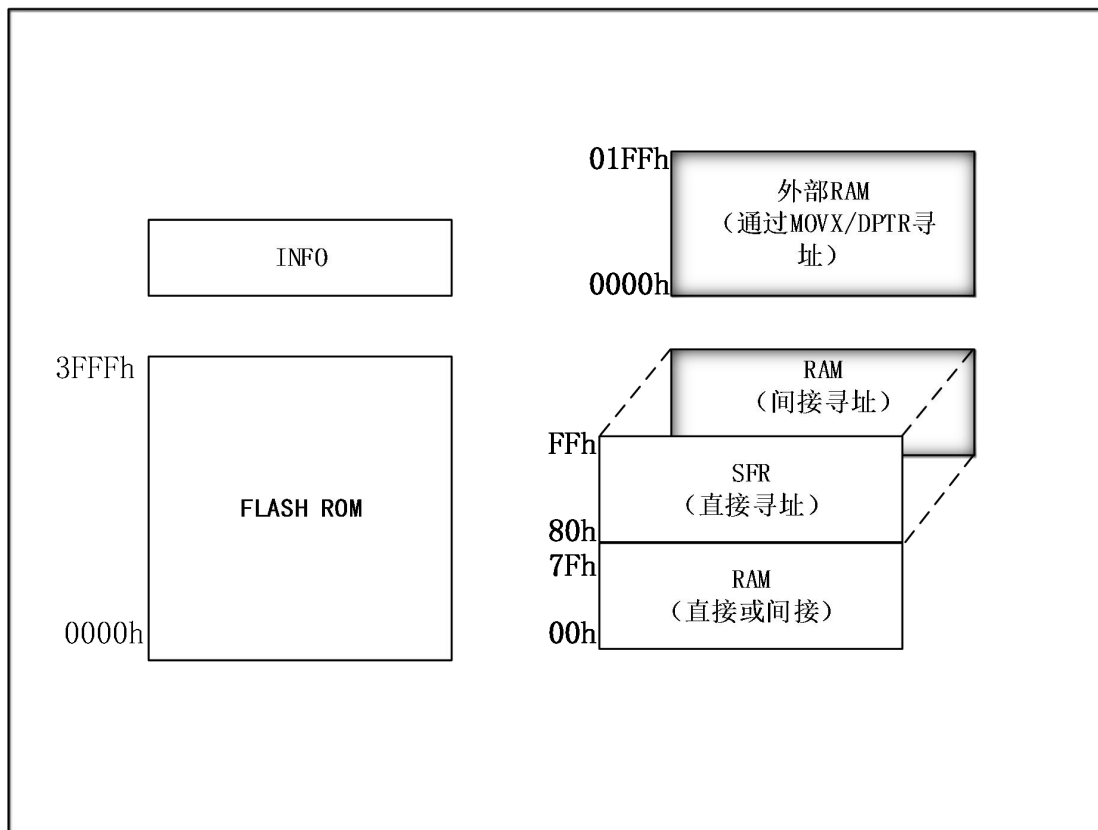 INFO
3FFFh
FLASH ROM
0000h
01FFh
外部RAM
（通过MOVX/DPTR寻
址）
0000h
RAM
（间接寻址）
FFh
SFR
（直接寻址）
80h
7Fh
RAM
（直接或间接）
00h